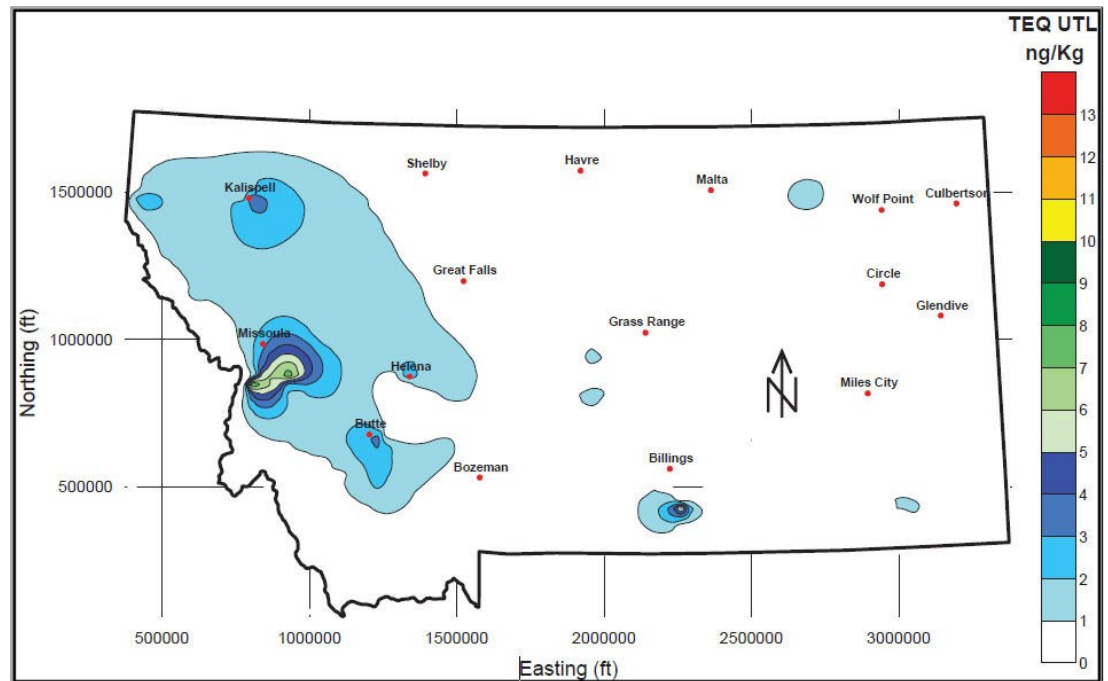 TEQ UTL
ng/Kg
13
12
11
10
9
8
7
6
5
4
3
2
1
0
1500000
1000000
500000
Northing (ft)
Shelby
Havre
Malta
Kalispell
Wolf Point
Culbertson
Great Falls
Circle
Glendive
Grass Range
Missoula
Helena
Miles City
N
Butte
Billings
Bozeman
500000
1000000
1500000
2000000
2500000
3000000
Easting (ft)